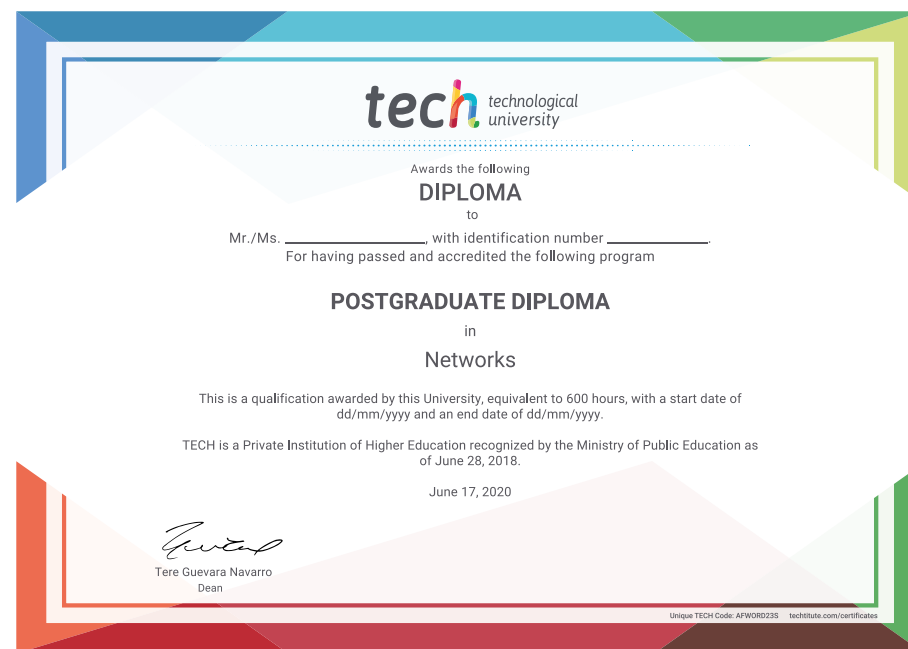 tech technological
university
Awards the following
DIPLOMA
to
Mr./Ms. ________________, with identification number ____________.
For having passed and accredited the following program
POSTGRADUATE DIPLOMA
in
Networks
This is a qualification awarded by this University, equivalent to 600 hours, with a start date of
dd/mm/yyyy and an end date of dd/mm/yyyy.
TECH is a Private Institution of Higher Education recognized by the Ministry of Public Education as
of June 28, 2018.
June 17, 2020
Tere Guevara Navarro
Dean
Unique TECH Code: AFWORD23S techtitute.com/certificates